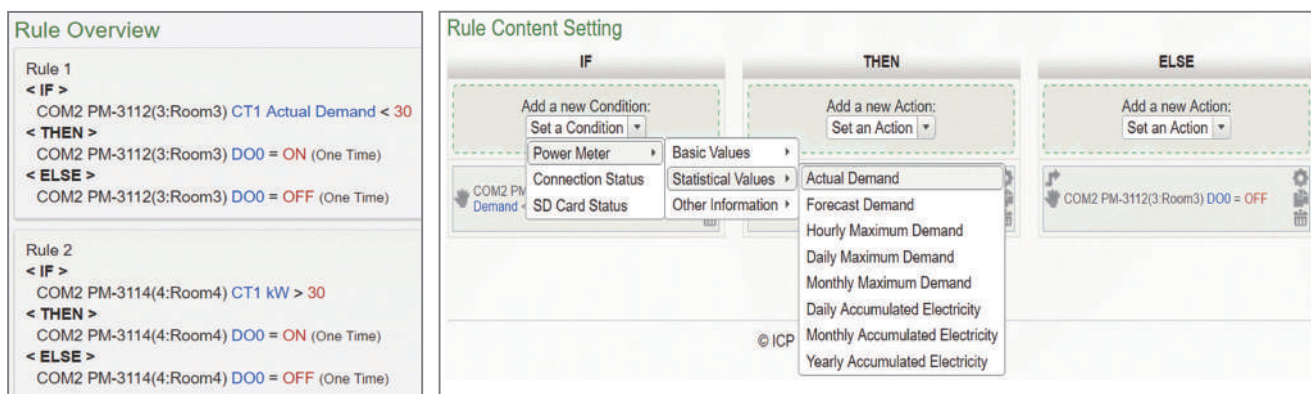 Rule Overview
Rule 1
< IF >
COM2 PM-3112(3:Room3) CT1 Actual Demand < 30
< THEN >
COM2 PM-3112(3:Room3) DO0 = ON (One Time)
< ELSE >
COM2 PM-3112(3:Room3) DO0 = OFF (One Time)
Rule 2
< IF >
COM2 PM-3114(4:Room4) CT1 kW > 30
< THEN >
COM2 PM-3114(4:Room4) DO0 = ON (One Time)
< ELSE >
COM2 PM-3114(4:Room4) DO0 = OFF (One Time)
Rule Content Setting
IF
Add a new Condition:
Set a Condition
Power Meter
Connection Status
SD Card Status
Basic Values
Statistical Values
Other Information
Actual Demand
Forecast Demand
Hourly Maximum Demand
Daily Maximum Demand
Monthly Maximum Demand
Daily Accumulated Electricity
Monthly Accumulated Electricity
Yearly Accumulated Electricity
COM2
Demand <
THEN
Add a new Action:
Set an Action
ELSE
Add a new Action:
Set an Action
COM2 PM-3112(3:Room3) DO0 = OFF
© ICP